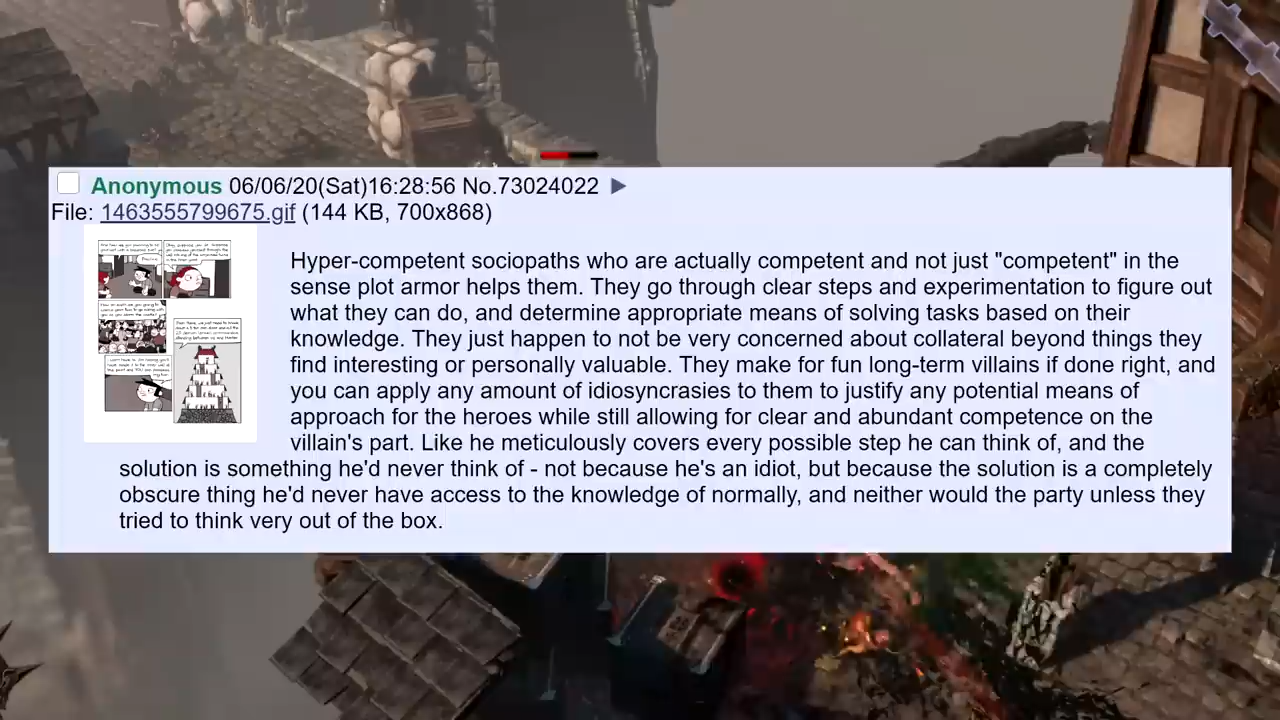 Anonymous 06/06/20(Sat)16:28:56 No.73024022 ▶
File: 1463555799675.gif (144 KB, 700x868)
Hyper-competent sociopaths who are actually competent and not just "competent" in the
sense plot armor helps them. They go through clear steps and experimentation to figure out
what they can do, and determine appropriate means of solving tasks based on their
knowledge. They just happen to not be very concerned about collateral beyond things they
find interesting or personally valuable. They make for fun long-term villains if done right, and
you can apply any amount of idiosyncrasies to them to justify any potential means of
approach for the heroes while still allowing for clear and abundant competence on the
villain's part. Like he meticulously covers every possible step he can think of, and the
solution is something he'd never think of - not because he's an idiot, but because the solution is a completely
obscure thing he'd never have access to the knowledge of normally, and neither would the party unless they
tried to think very out of the box.